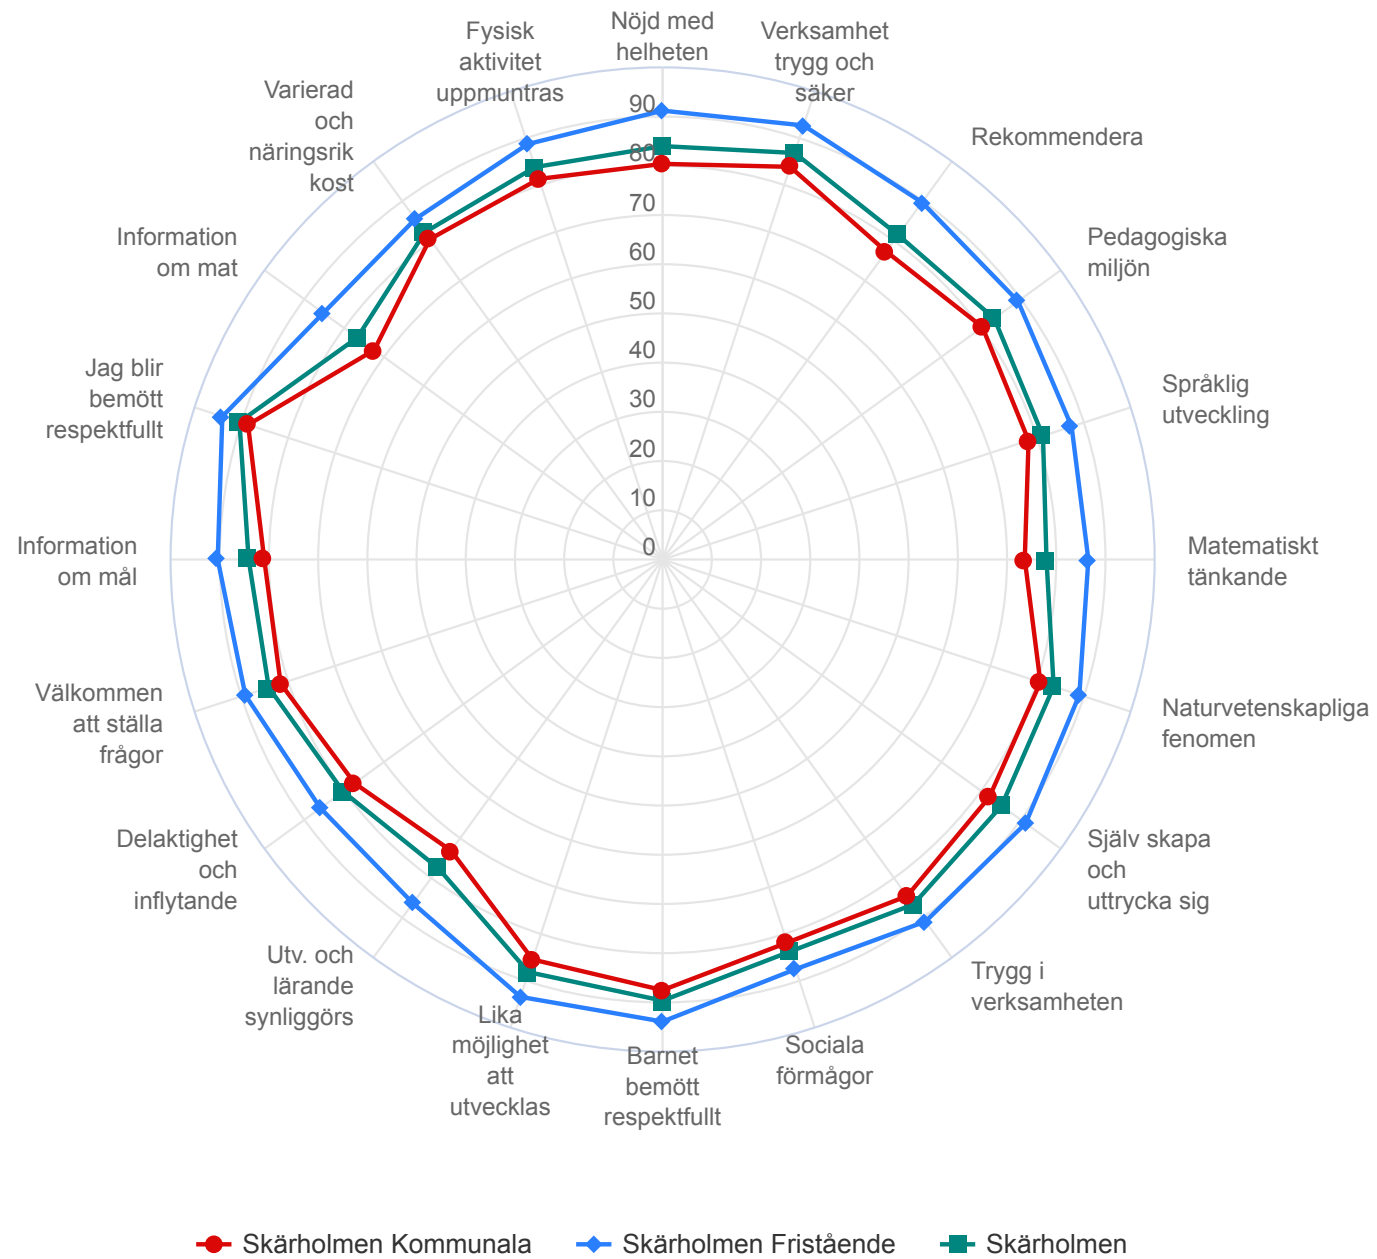 Nöjd med
helheten
Verksamhet
trygg och
säker
Rekommendera
Pedagogiska
miljön
Språklig
utveckling
Matematiskt
tänkande
Naturvetenskapliga
fenomen
Själv skapa
och
uttrycka sig
Trygg i
verksamheten
Sociala
förmågor
Barnet
bemött
respektfullt
Lika
möjlighet
att
utvecklas
Utv. och
lärande
synliggörs
Delaktighet
och
inflytande
Välkommen
att ställa
frågor
Information
om mål
Jag blir
bemött
respektfullt
Information
om mat
Varierad
och
näringsrik
kost
Fysisk
aktivitet
uppmuntras
90
80
70
60
50
40
30
20
10
0
Skärholmen Kommunala
Skärholmen Fristående
Skärholmen